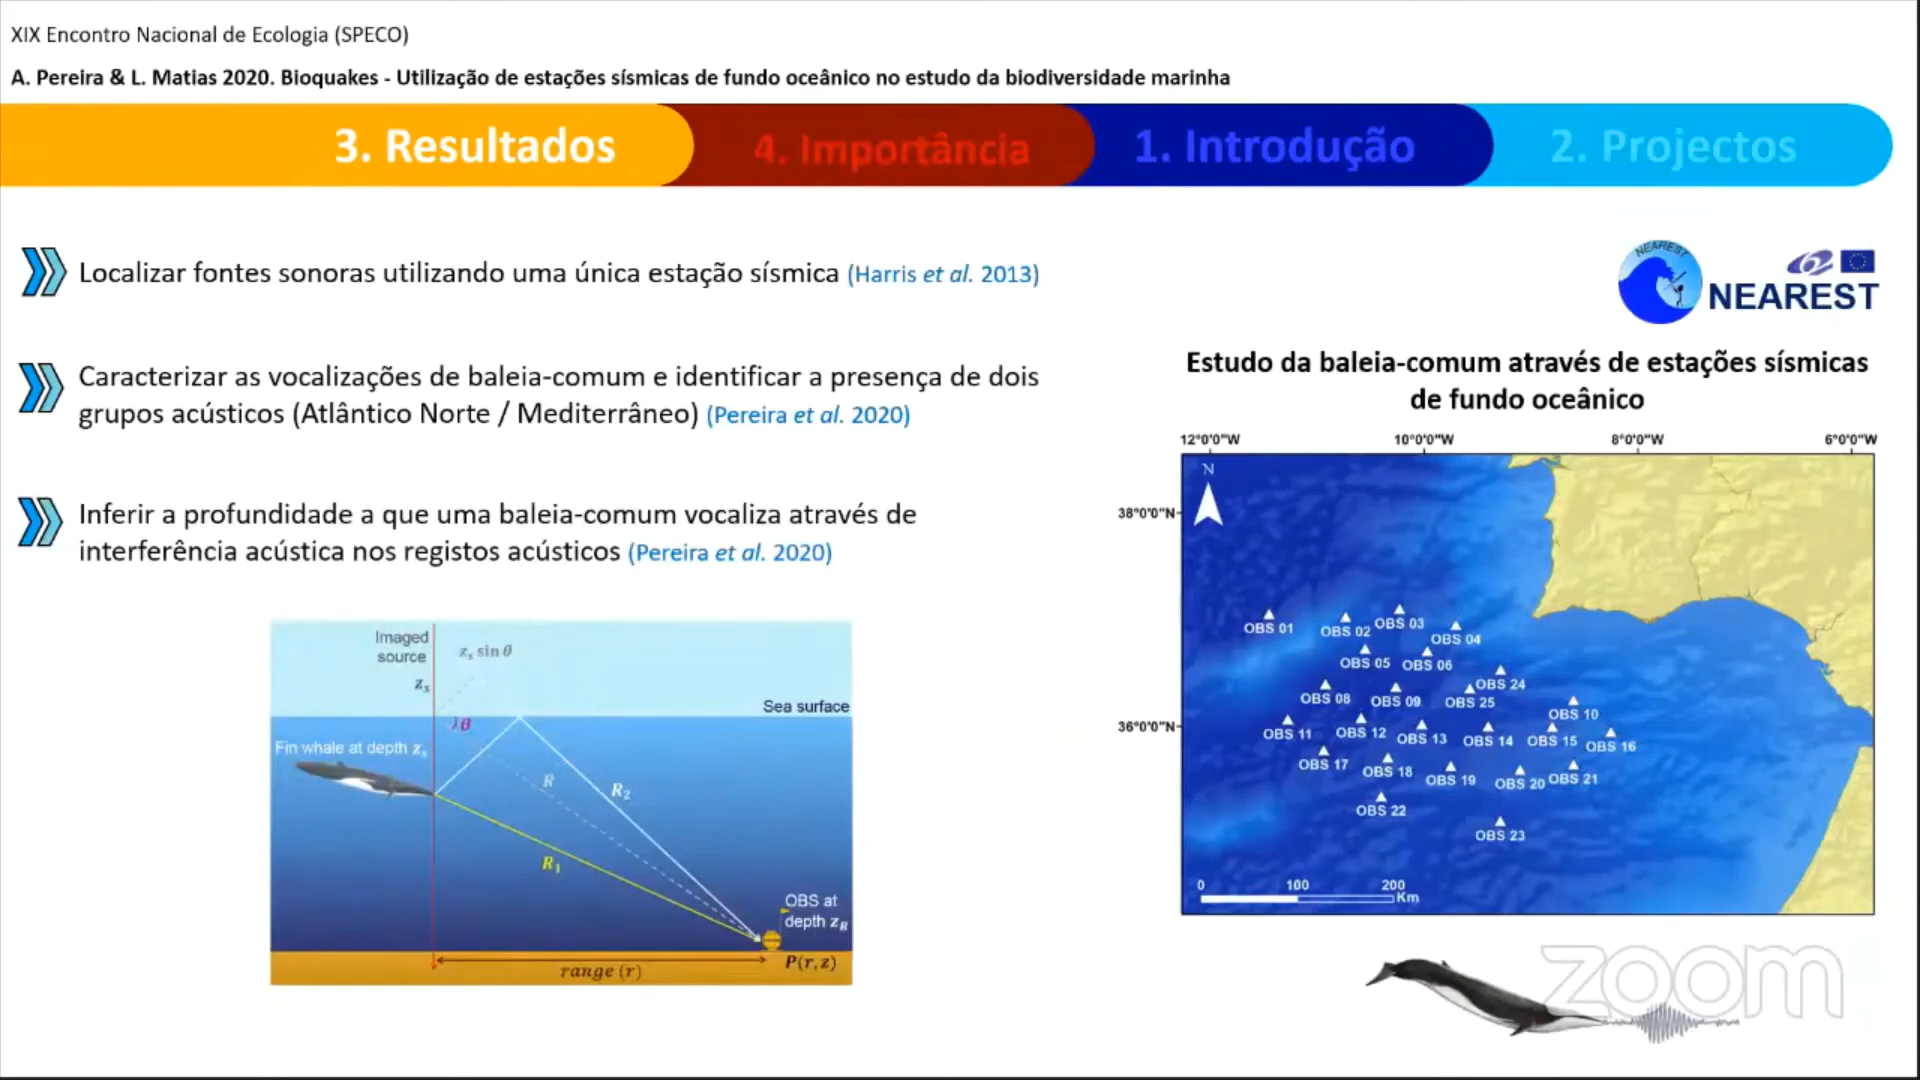 XIX Encontro Nacional de Ecologia (SPECO)
A. Pereira & L. Matias 2020. Bioquakes - Utilização de estações sísmicas de fundo oceânico no estudo da biodiversidade marinha
3. Resultados
4. Importância
1. Introdução
2. Projectos
Localizar fontes sonoras utilizando uma única estação sísmica (Harris et al. 2013)
Caracterizar as vocalizações de baleia-comum e identificar a presença de dois
grupos acústicos (Atlântico Norte / Mediterrâneo) (Pereira et al. 2020)
Inferir a profundidade a que uma baleia-comum vocaliza através de
interferência acústica nos registos acústicos (Pereira et al. 2020)
Imaged
source
zₛ sin θ
zₛ
Sea surface
θ
Fin whale at depth zₛ
R
R₂
R₁
OBS at
depth z_R
P(r,z)
range (r)
NEAREST
NEAREST
Estudo da baleia-comum através de estações sísmicas
de fundo oceânico
12°0'0"W 10°0'0"W 8°0'0"W 6°0'0"W
N
38°0'0"N
36°0'0"N
OBS 01
OBS 02
OBS 03
OBS 04
OBS 05
OBS 06
OBS 24
OBS 08
OBS 09
OBS 25
OBS 10
OBS 11
OBS 12
OBS 13
OBS 14
OBS 15
OBS 16
OBS 17
OBS 18
OBS 19
OBS 20
OBS 21
OBS 22
OBS 23
0 100 200
Km
zoom